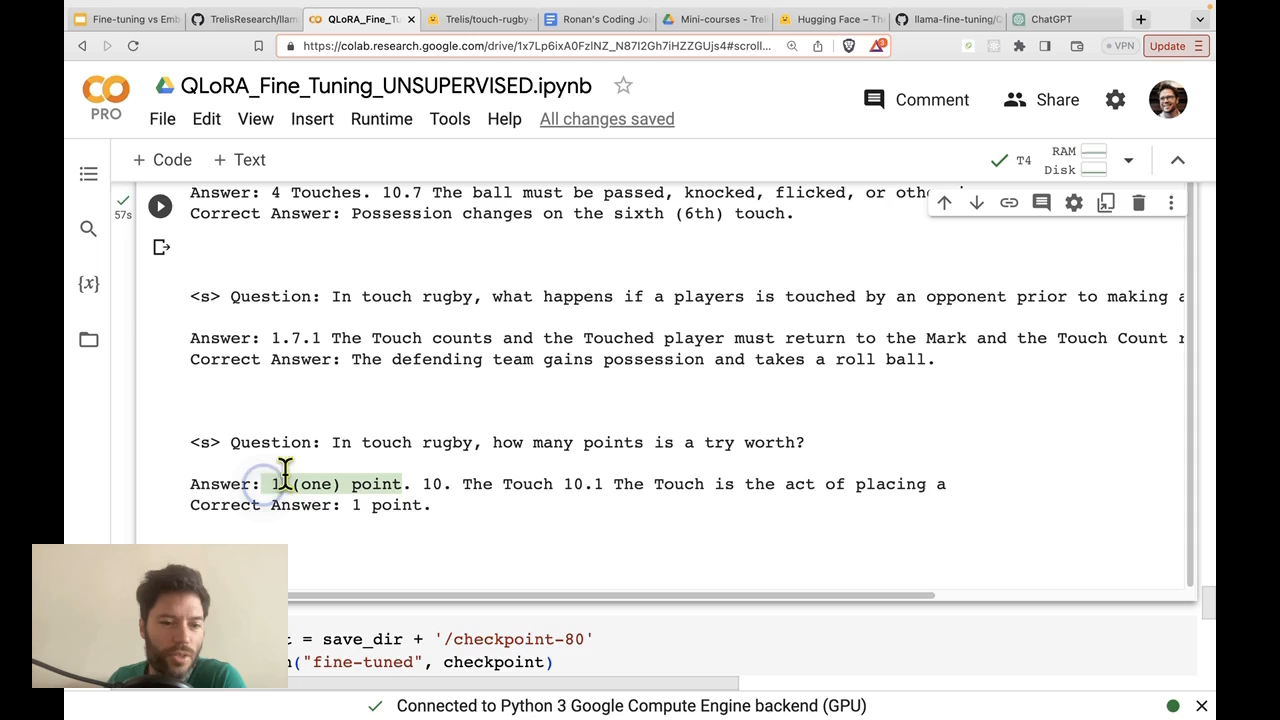 Fine-tuning vs Emb
TrelisResearch/llam
QLoRA_Fine_Tu
Trelis/touch-rugby-
Ronan's Coding Jo
Mini-courses - Trel
Hugging Face – The
llama-fine-tuning/Q
ChatGPT
https://colab.research.google.com/drive/1x7Lp6ixA0FzlNZ_N87I2Gh7iHZZGUjs4#scroll...
VPN
Update
PRO
QLoRA_Fine_Tuning_UNSUPERVISED.ipynb
Comment
Share
File Edit View Insert Runtime Tools Help All changes saved
+ Code + Text
T4
RAM
Disk
57s
{x}
Answer: 4 Touches. 10.7 The ball must be passed, knocked, flicked, or othe
Correct Answer: Possession changes on the sixth (6th) touch.
<s> Question: In touch rugby, what happens if a players is touched by an opponent prior to making a
Answer: 1.7.1 The Touch counts and the Touched player must return to the Mark and the Touch Count r
Correct Answer: The defending team gains possession and takes a roll ball.
<s> Question: In touch rugby, how many points is a try worth?
Answer: 1 (one) point. 10. The Touch 10.1 The Touch is the act of placing a
Correct Answer: 1 point.
t = save_dir + '/checkpoint-80'
("fine-tuned", checkpoint)
Connected to Python 3 Google Compute Engine backend (GPU)